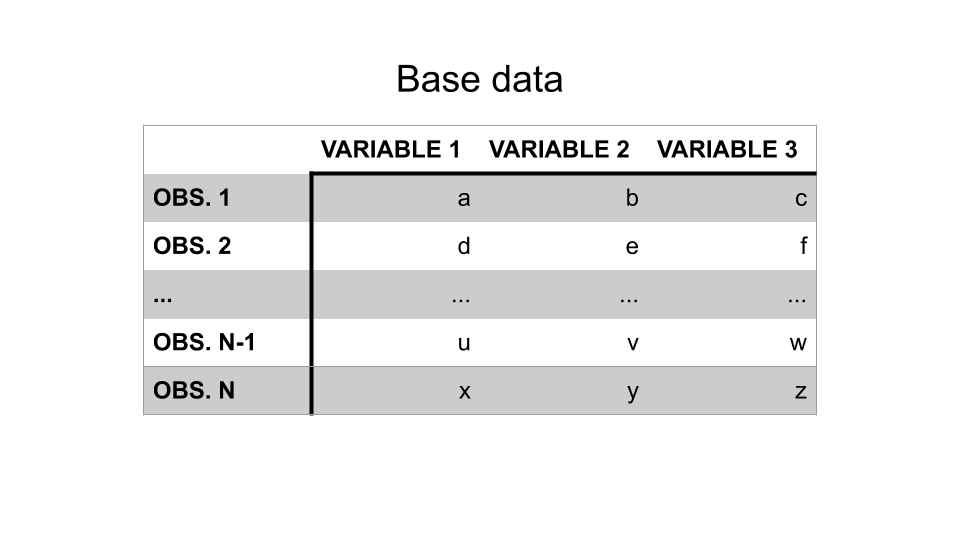 Base data
VARIABLE 1 VARIABLE 2 VARIABLE 3
OBS. 1 a b c
OBS. 2 d e f
... ... ... ...
OBS. N-1 u v w
OBS. N x y z